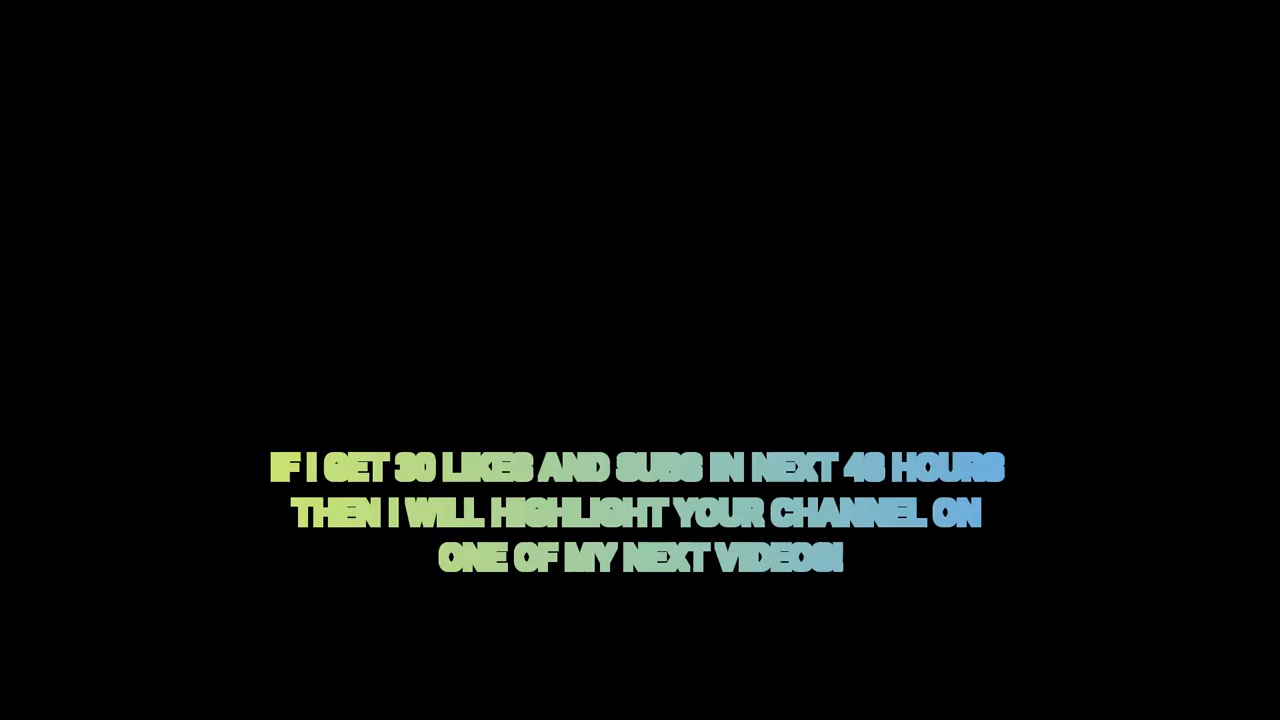 IF I GET 30 LIKES AND SUBS IN NEXT 48 HOURS
THEN I WILL HIGHLIGHT YOUR CHANNEL ON
ONE OF MY NEXT VIDEOS!